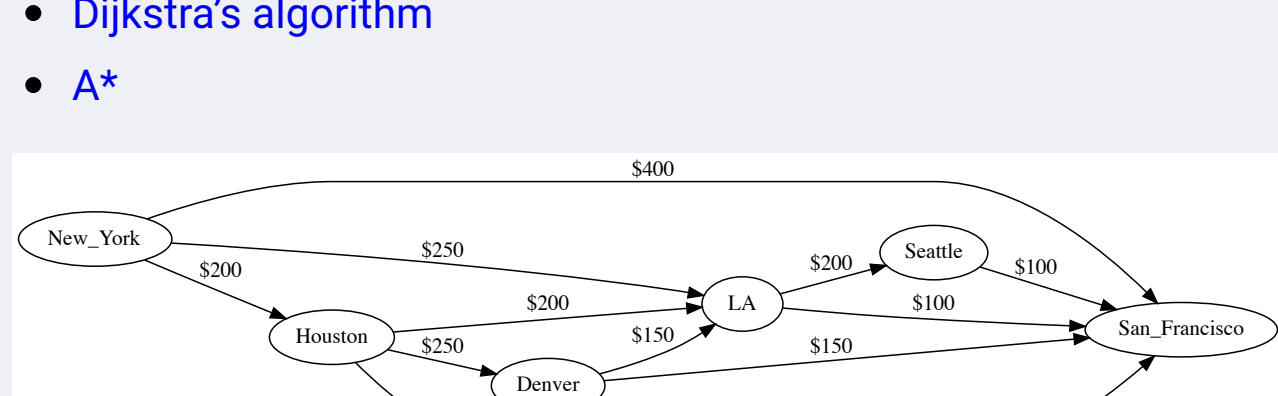 Dijkstra's algorithm
A*
$400
New_York
$250
Seattle
$200
$200
$100
$200
LA
$100
San_Francisco
Houston
$150
$250
$150
Denver